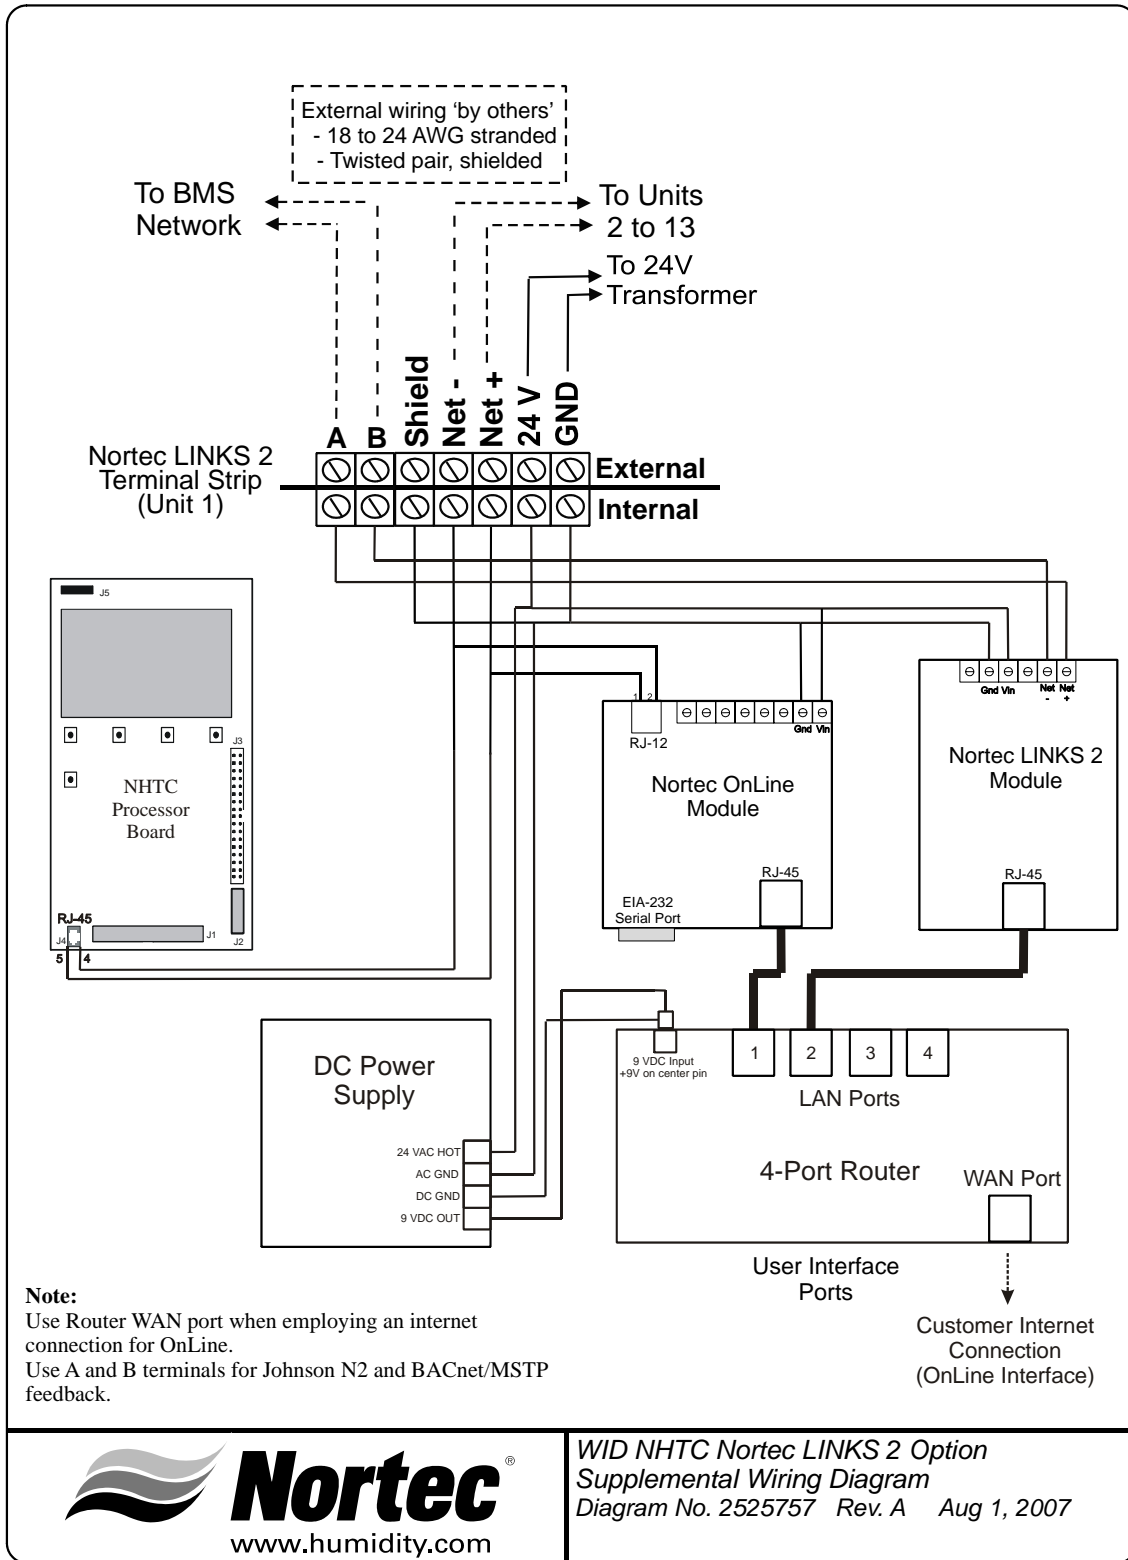 External wiring ‘by others’
- 18 to 24 AWG stranded
- Twisted pair, shielded
To BMS
Network
To Units
2 to 13
To 24V
Transformer
A
B
Shield
Net -
Net +
24 V
GND
Nortec LINKS 2
Terminal Strip
(Unit 1)
External
Internal
J5
J3
NHTC
Processor
Board
RJ-45
J4
J1
J2
5
4
1
2
RJ-12
Gnd Vin
Nortec OnLine
Module
RJ-45
EIA-232
Serial Port
Gnd Vin
Net
-
Net
+
Nortec LINKS 2
Module
RJ-45
DC Power
Supply
24 VAC HOT
AC GND
DC GND
9 VDC OUT
9 VDC Input
+9V on center pin
1
2
3
4
LAN Ports
4-Port Router
WAN Port
User Interface
Ports
Customer Internet
Connection
(OnLine Interface)
Note:
Use Router WAN port when employing an internet
connection for OnLine.
Use A and B terminals for Johnson N2 and BACnet/MSTP
feedback.
Nortec®
www.humidity.com
WID NHTC Nortec LINKS 2 Option
Supplemental Wiring Diagram
Diagram No. 2525757 Rev. A Aug 1, 2007